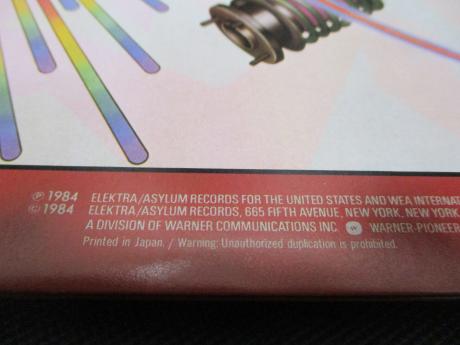 ℗ 1984 ELEKTRA/ASYLUM RECORDS FOR THE UNITED STATES AND WEA INTERNAT
© 1984 ELEKTRA/ASYLUM RECORDS, 665 FIFTH AVENUE, NEW YORK, NEW YORK
A DIVISION OF WARNER COMMUNICATIONS INC. WARNER-PIONEER
Printed in Japan. / Warning: Unauthorized duplication is prohibited.